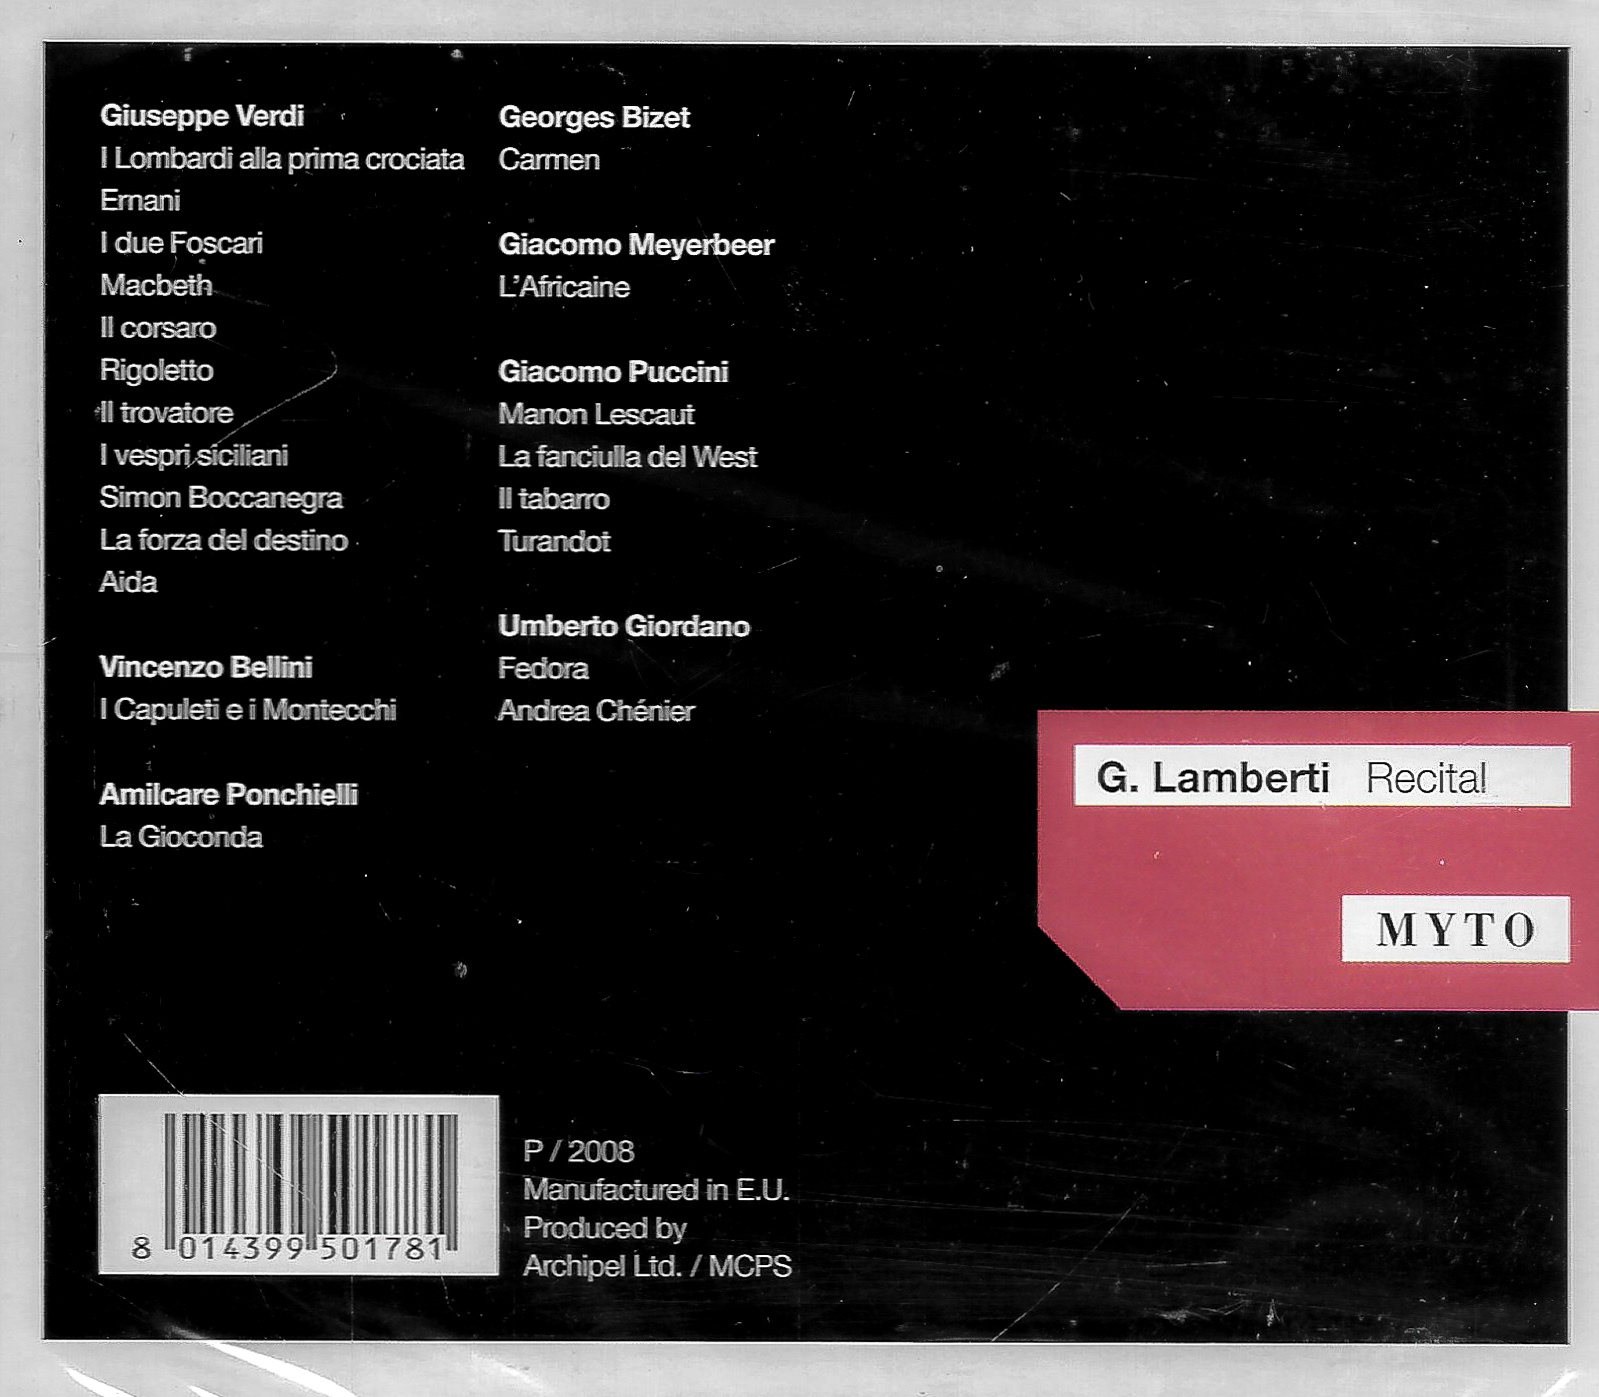 Giuseppe Verdi
I Lombardi alla prima crociata
Ernani
I due Foscari
Macbeth
Il corsaro
Rigoletto
Il trovatore
I vespri siciliani
Simon Boccanegra
La forza del destino
Aida
Vincenzo Bellini
I Capuleti e i Montecchi
Amilcare Ponchielli
La Gioconda
Georges Bizet
Carmen
Giacomo Meyerbeer
L'Africaine
Giacomo Puccini
Manon Lescaut
La fanciulla del West
Il tabarro
Turandot
Umberto Giordano
Fedora
Andrea Chénier
G. Lamberti Recital
MYTO
8 014399 501781
P / 2008
Manufactured in E.U.
Produced by
Archipel Ltd. / MCPS